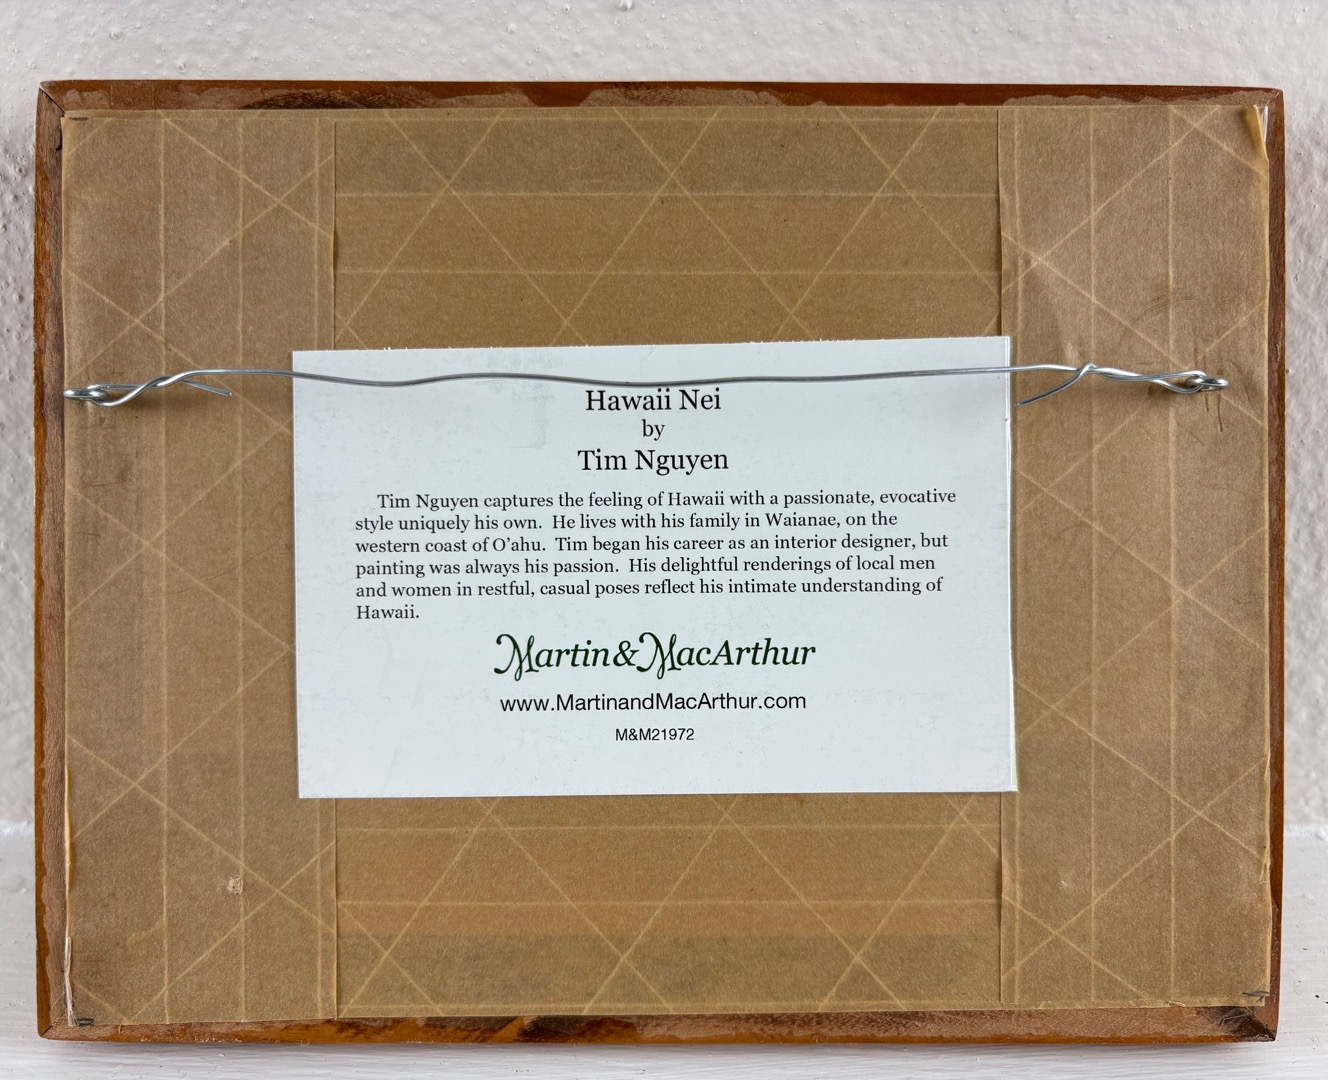 Hawaii Nei
by
Tim Nguyen
Tim Nguyen captures the feeling of Hawaii with a passionate, evocative
style uniquely his own.  He lives with his family in Waianae, on the
western coast of O’ahu.  Tim began his career as an interior designer, but
painting was always his passion.  His delightful renderings of local men
and women in restful, casual poses reflect his intimate understanding of
Hawaii.
Martin&MacArthur
www.MartinandMacArthur.com
M&M21972